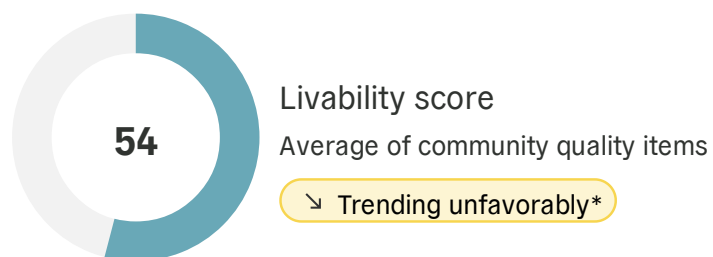 54
Livability score
Average of community quality items
↘ Trending unfavorably*